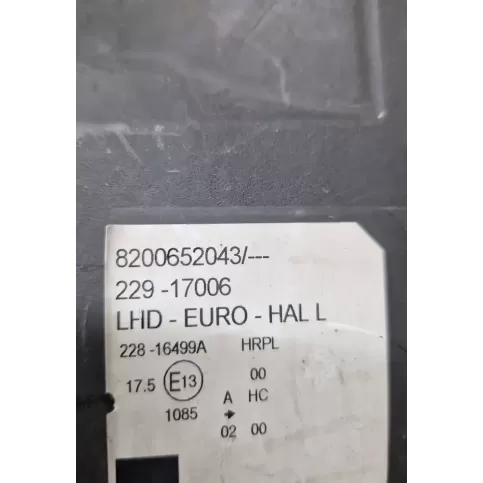 8200652043/---
229 -17006
LHD - EURO - HAL L
228 -16499A HRPL
00
17.5 E13 A HC
1085 → 02 00